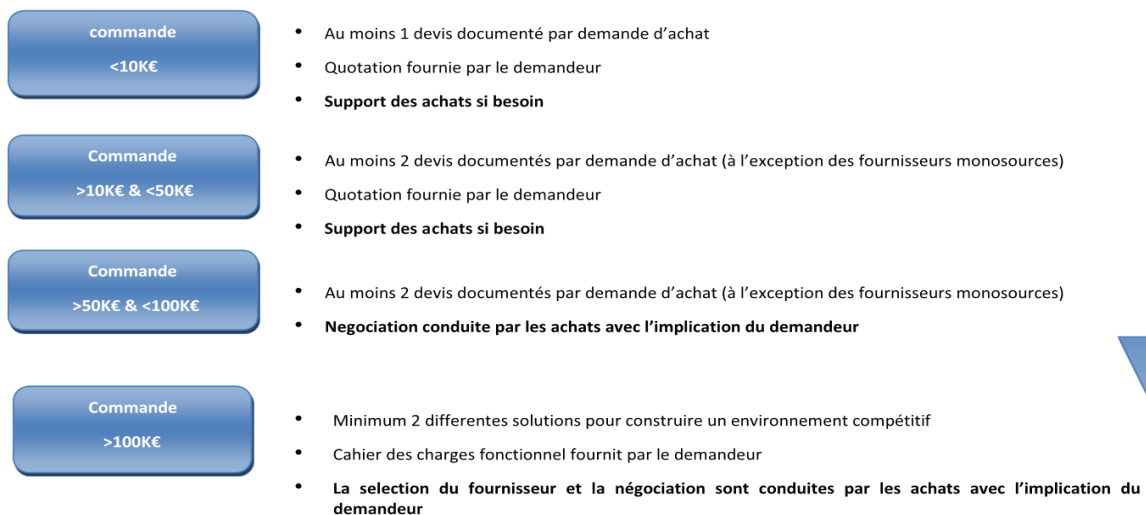 commande
<10K€
• Au moins 1 devis documenté par demande d’achat
• Quotation fournie par le demandeur
• Support des achats si besoin
Commande
>10K€ & <50K€
• Au moins 2 devis documentés par demande d’achat (à l’exception des fournisseurs monosources)
• Quotation fournie par le demandeur
• Support des achats si besoin
Commande
>50K€ & <100K€
• Au moins 2 devis documentés par demande d’achat (à l’exception des fournisseurs monosources)
• Negociation conduite par les achats avec l’implication du demandeur
Commande
>100K€
• Minimum 2 differentes solutions pour construire un environnement compétitif
• Cahier des charges fonctionnel fournit par le demandeur
• La selection du fournisseur et la négociation sont conduites par les achats avec l’implication du
demandeur